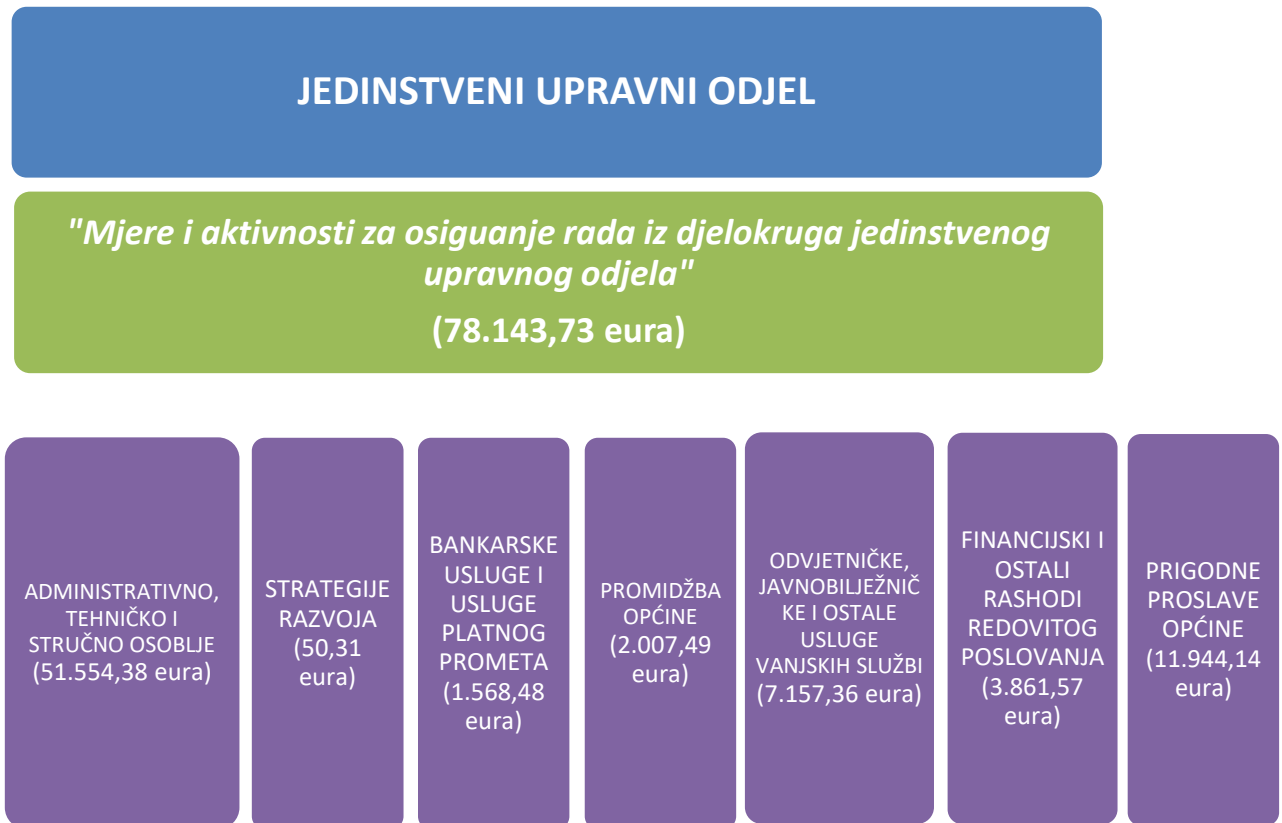 JEDINSTVENI UPRAVNI ODJEL
"Mjere i aktivnosti za osiguanje rada iz djelokruga jedinstvenog
upravnog odjela"
(78.143,73 eura)
ADMINISTRATIVNO,
TEHNIČKO I
STRUČNO OSOBLJE
(51.554,38 eura)
STRATEGIJE
RAZVOJA
(50,31
eura)
BANKARSKE
USLUGE I
USLUGE
PLATNOG
PROMETA
(1.568,48
eura)
PROMIDŽBA
OPĆINE
(2.007,49
eura)
ODVJETNIČKE,
JAVNOBILJEŽNIČ
KE I OSTALE
USLUGE
VANJSKIH SLUŽBI
(7.157,36 eura)
FINANCIJSKI I
OSTALI
RASHODI
REDOVITOG
POSLOVANJA
(3.861,57
eura)
PRIGODNE
PROSLAVE
OPĆINE
(11.944,14
eura)